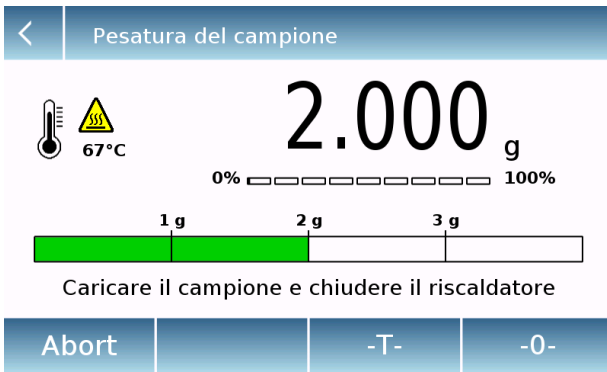 Pesatura del campione
2.000 g
67°C
0% 100%
1 g 2 g 3 g
Caricare il campione e chiudere il riscaldatore
Abort -T- -0-